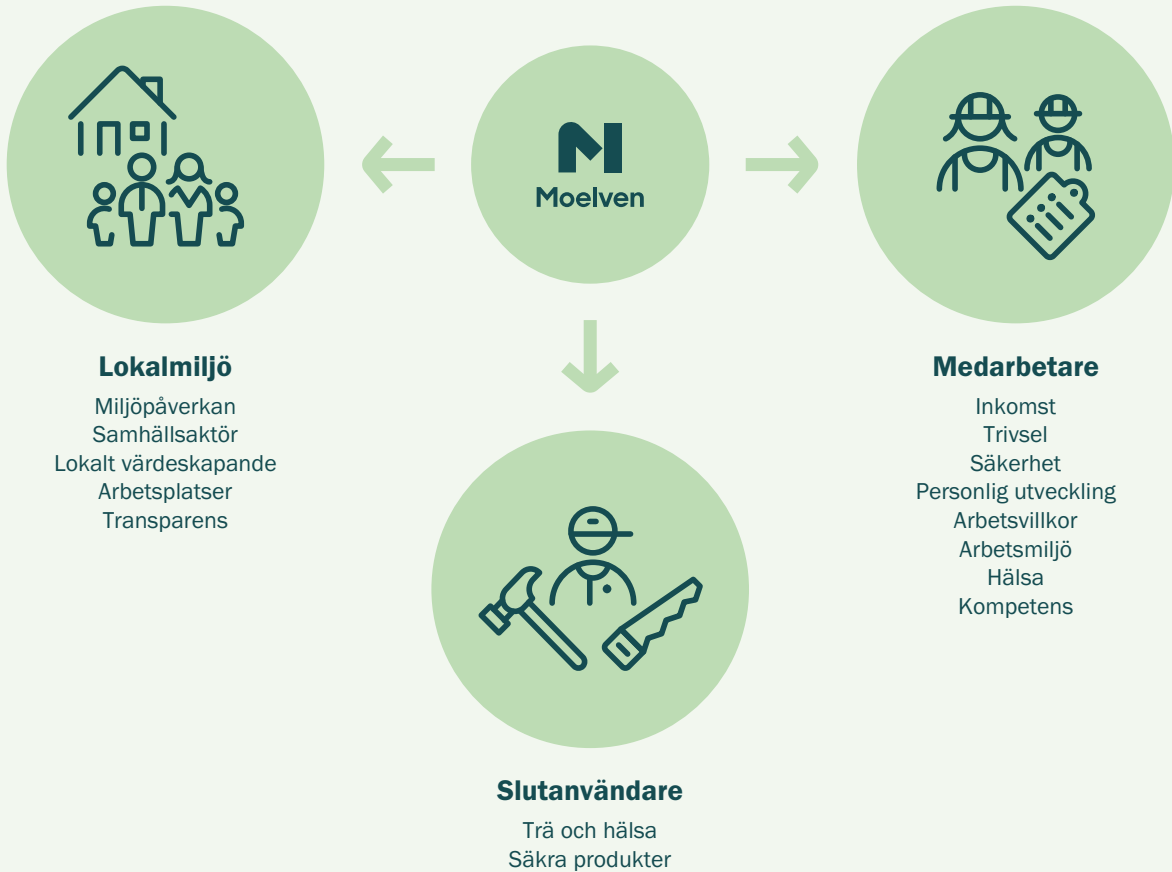 Moelven
Lokalmiljö
Miljöpåverkan
Samhällsaktör
Lokalt värdeskapande
Arbetsplatser
Transparens
Medarbetare
Inkomst
Trivsel
Säkerhet
Personlig utveckling
Arbetsvillkor
Arbetsmiljö
Hälsa
Kompetens
Slutanvändare
Trä och hälsa
Säkra produkter